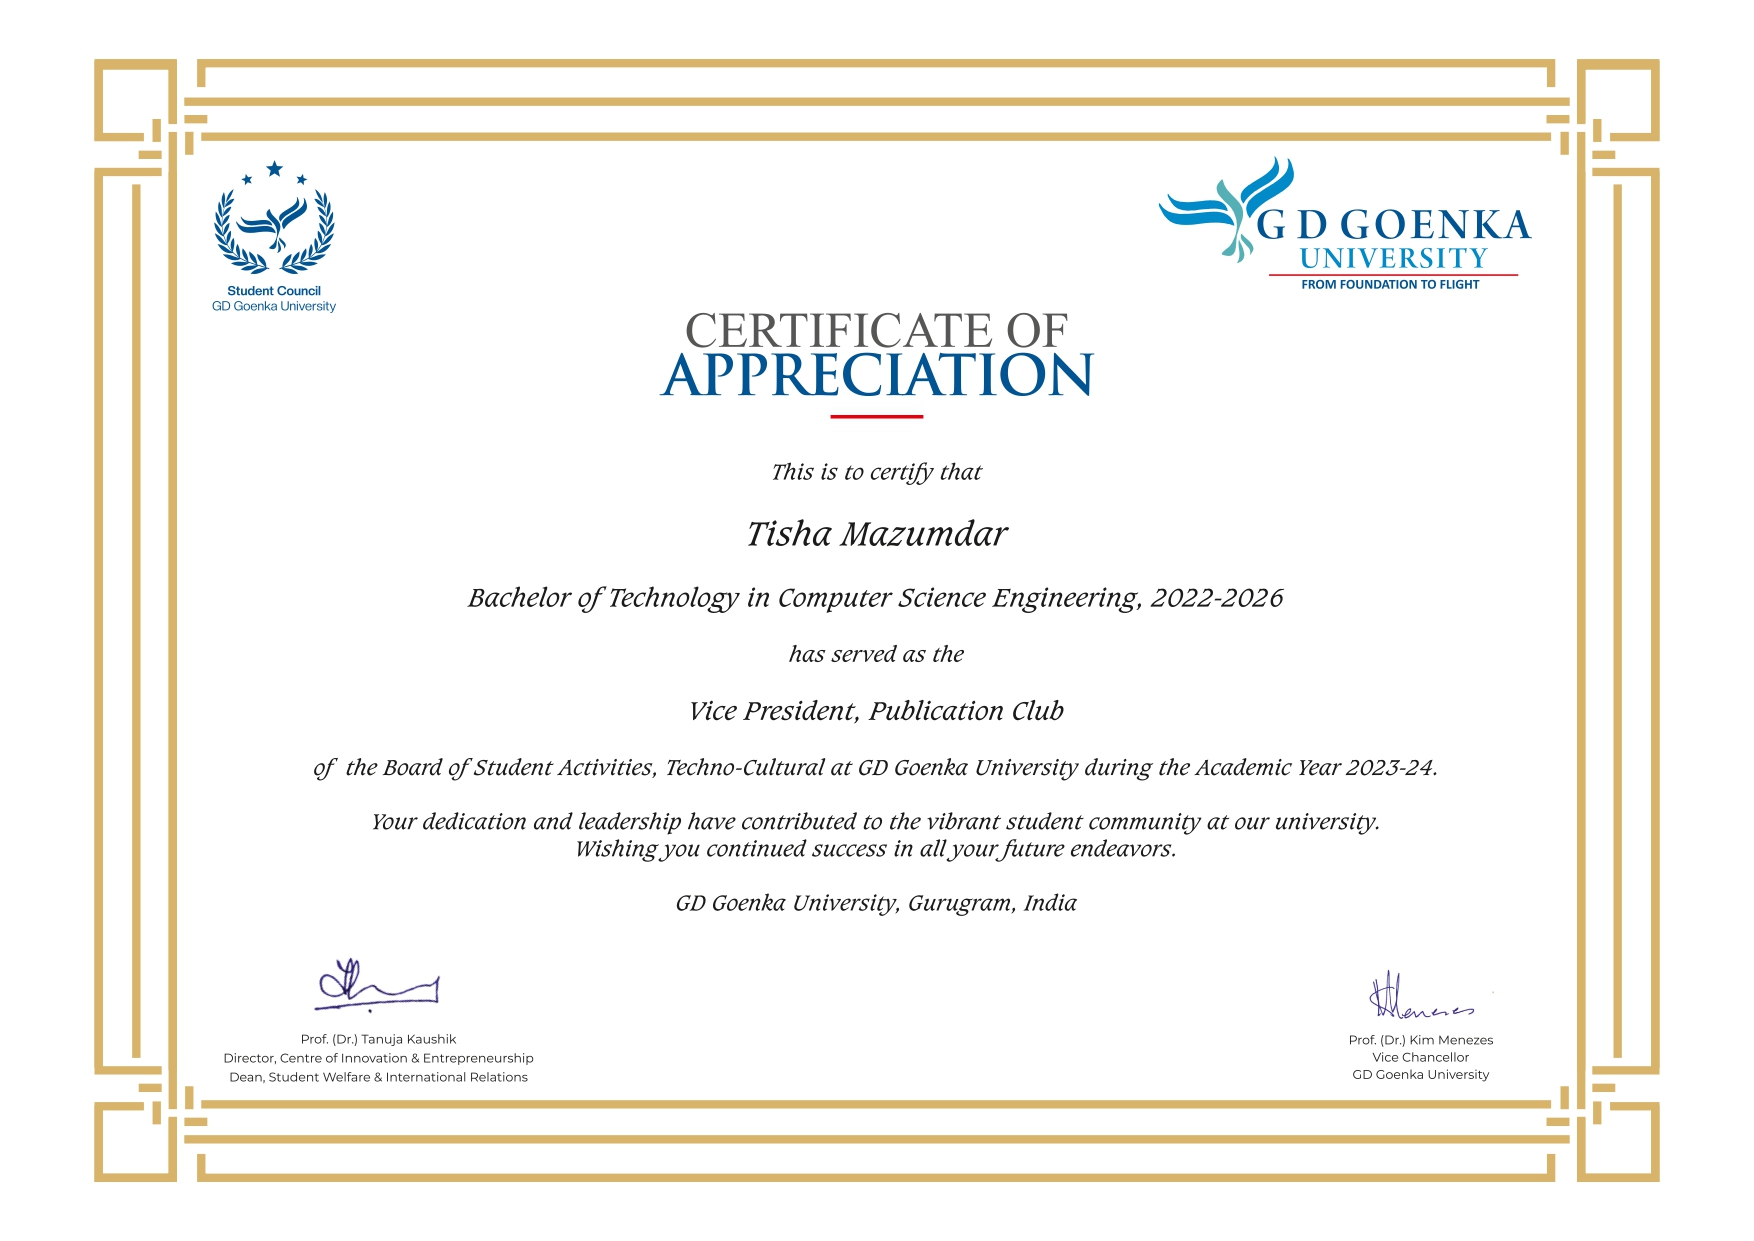 Student Council
GD Goenka University
G D GOENKA
UNIVERSITY
FROM FOUNDATION TO FLIGHT
CERTIFICATE OF
APPRECIATION
This is to certify that
Tisha Mazumdar
Bachelor of Technology in Computer Science Engineering, 2022-2026
has served as the
Vice President, Publication Club
of the Board of Student Activities, Techno-Cultural at GD Goenka University during the Academic Year 2023-24.
Your dedication and leadership have contributed to the vibrant student community at our university.
Wishing you continued success in all your future endeavors.
GD Goenka University, Gurugram, India
Prof. (Dr.) Tanuja Kaushik
Director, Centre of Innovation & Entrepreneurship
Dean, Student Welfare & International Relations
Prof. (Dr.) Kim Menezes
Vice Chancellor
GD Goenka University